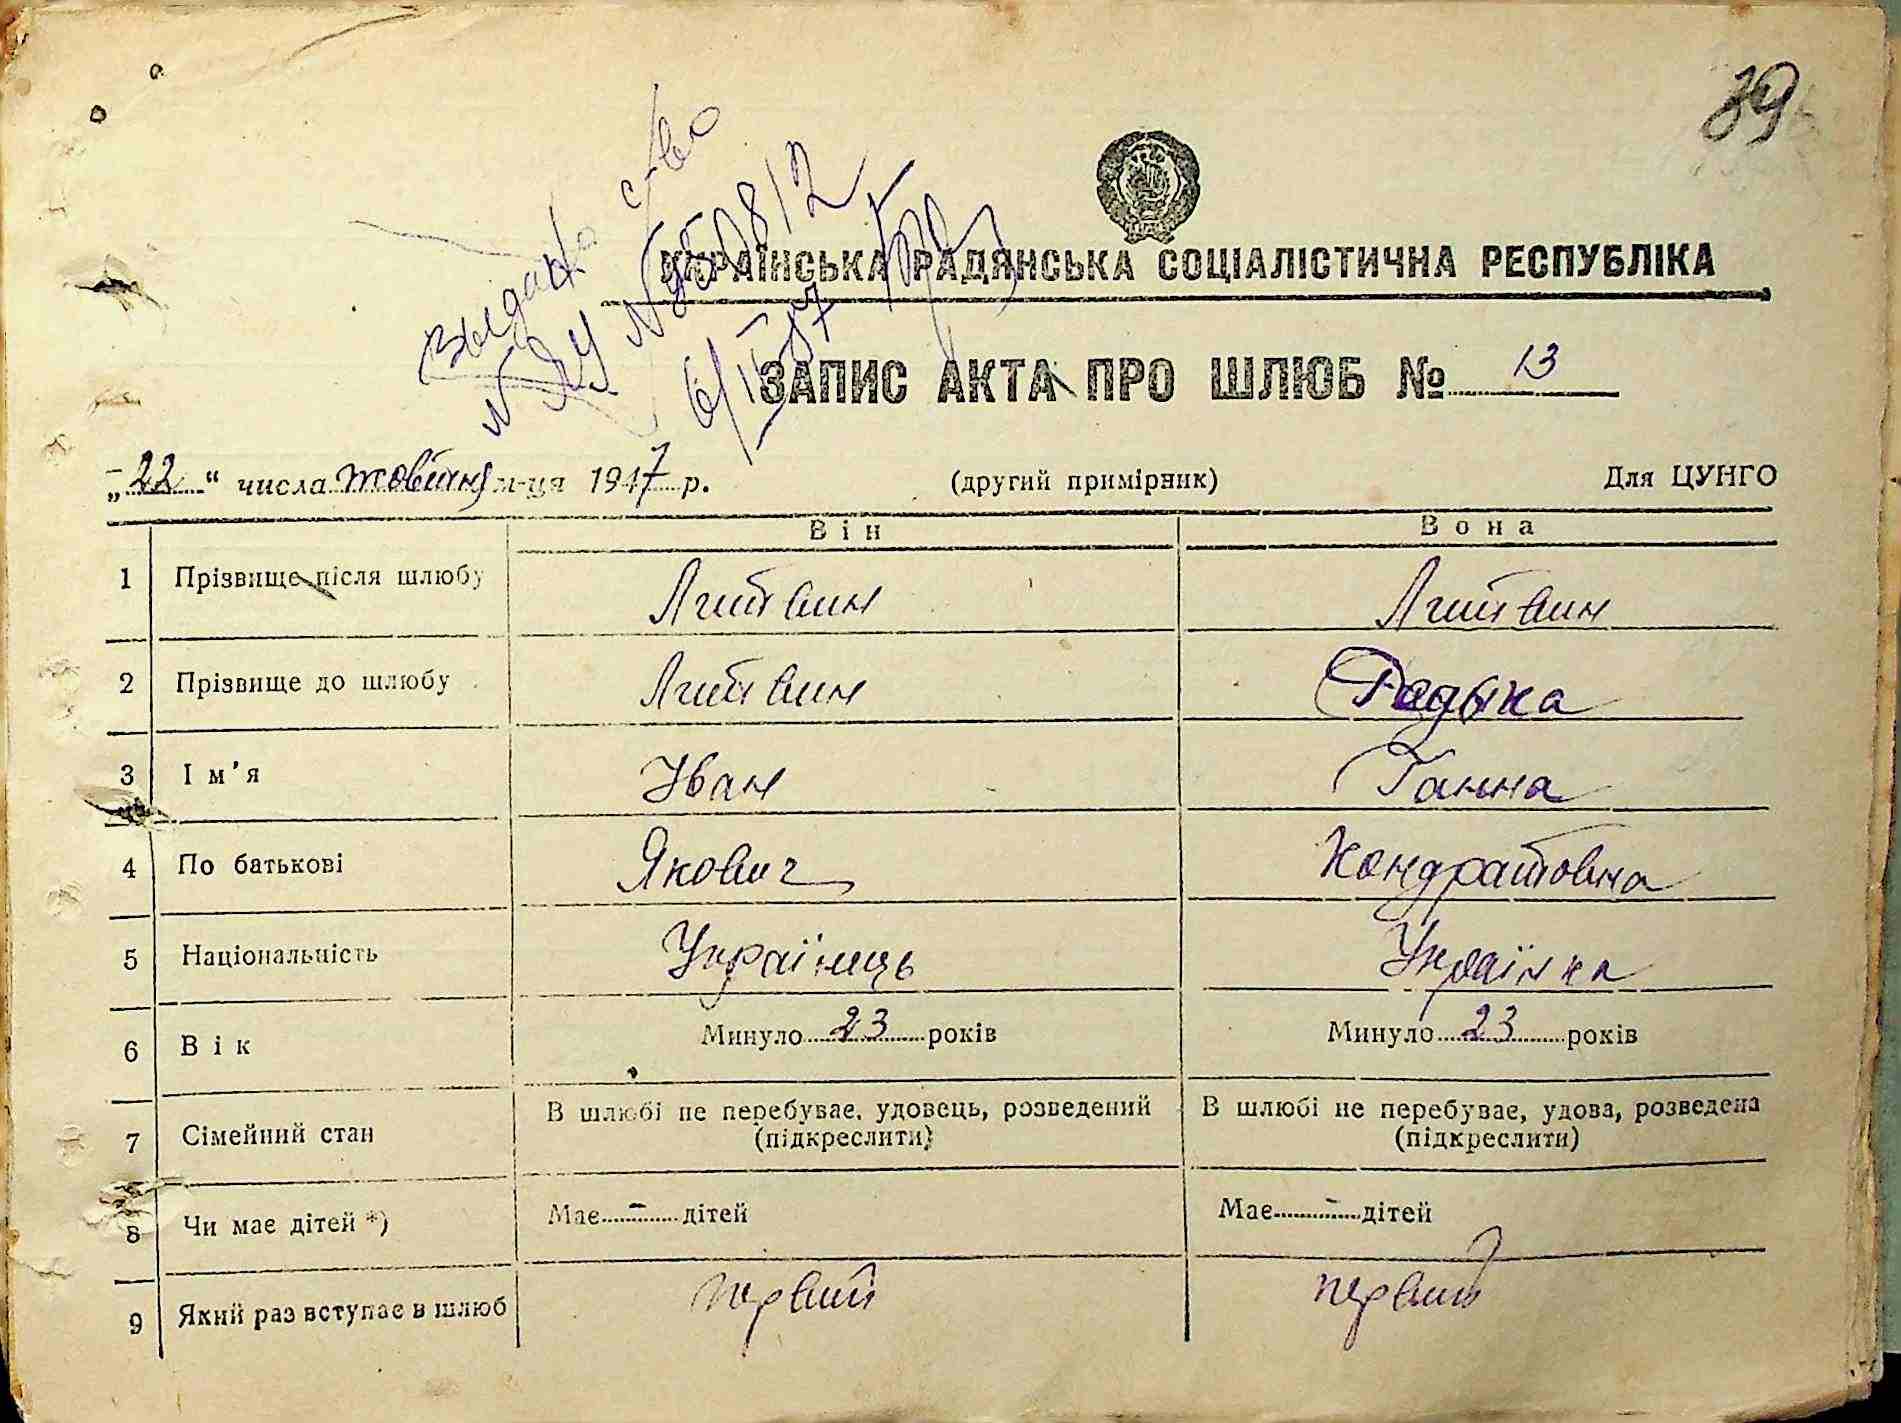 39
Выдано с-во
УКРАЇНСЬКА РАДЯНСЬКА СОЦІАЛІСТИЧНА РЕСПУБЛІКА
ЗАПИС АКТА ПРО ШЛЮБ № 13
„22“ числа жовтня м-ця 1947 р. (другий примірник) Для ЦУНГО
Він Вона
1 Прізвище після шлюбу Литвин Литвин
2 Прізвище до шлюбу Литвин
3 Ім'я Іван Ганна
4 По батькові Якович Кондратовна
5 Національність Українець Українка
6 Вік Минуло 23 років Минуло 23 років
7 Сімейний стан В шлюбі не перебуває, удовець, розведений (підкреслити) В шлюбі не перебуває, удова, розведена (підкреслити)
8 Чи має дітей *) Має - дітей Має - дітей
9 Який раз вступає в шлюб первий первий